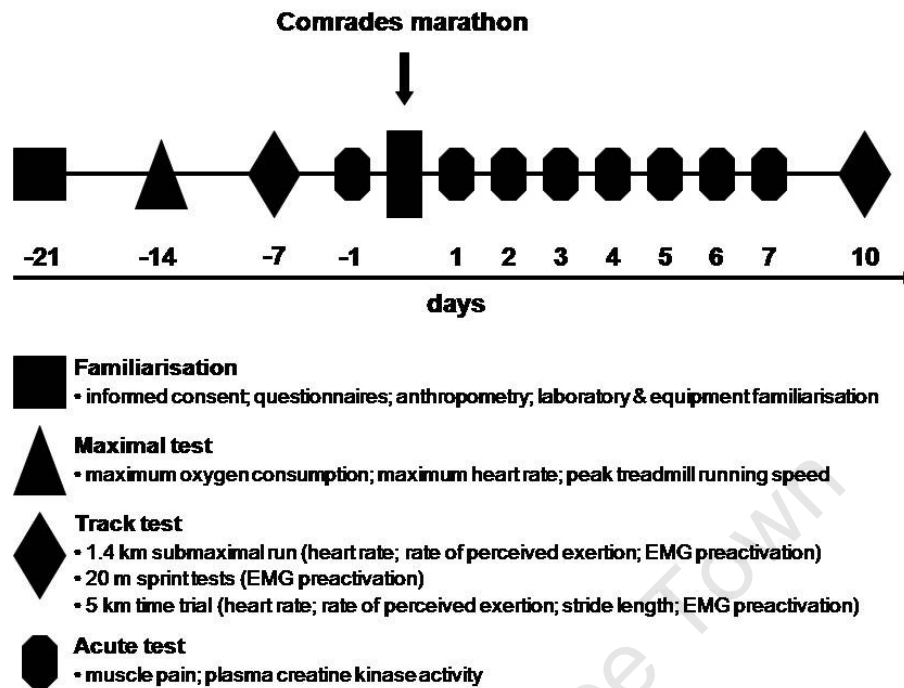 Comrades marathon
-21 -14 -7 -1 1 2 3 4 5 6 7 10
days
Familiarisation
• informed consent; questionnaires; anthropometry; laboratory & equipment familiarisation
Maximal test
• maximum oxygen consumption; maximum heart rate; peak treadmill running speed
Track test
• 1.4 km submaximal run (heart rate; rate of perceived exertion; EMG preactivation)
• 20 m sprint tests (EMG preactivation)
• 5 km time trial (heart rate; rate of perceived exertion; stride length; EMG preactivation)
Acute test
• muscle pain; plasma creatine kinase activity
Town